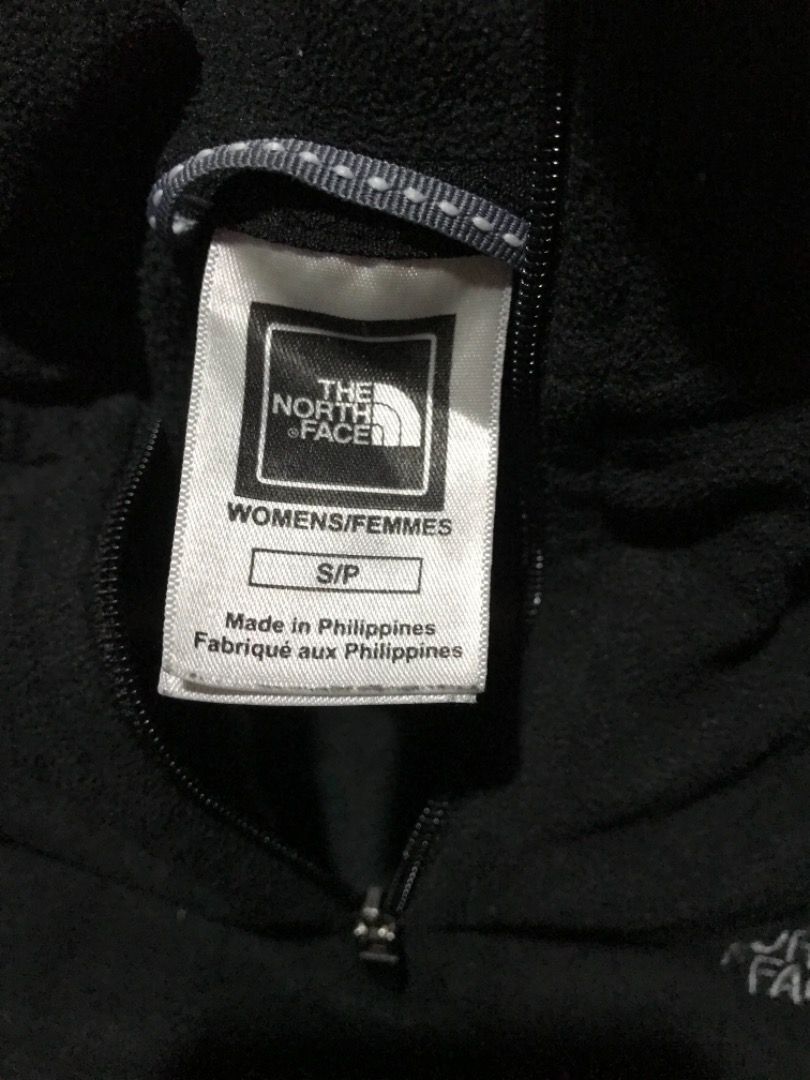 THE
NORTH
®FACE
WOMENS/FEMMES
S/P
Made in Philippines
Fabriqué aux Philippines